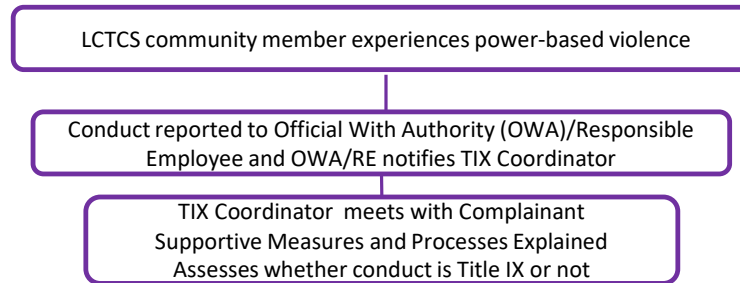 LCTCS community member experiences power-based violence
Conduct reported to Official With Authority (OWA)/Responsible
Employee and OWA/RE notifies TIX Coordinator
TIX Coordinator  meets with Complainant
Supportive Measures and Processes Explained
Assesses whether conduct is Title IX or not